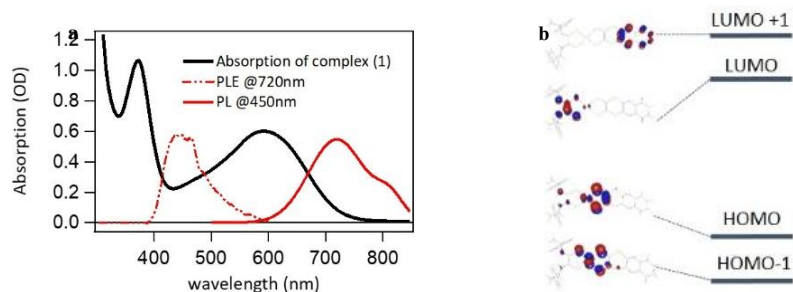 a
1.2
1.0
0.8
0.6
0.4
0.2
0.0
Absorption (OD)
Absorption of complex (1)
PLE @720nm
PL @450nm
400 500 600 700 800
wavelength (nm)
b
LUMO +1
LUMO
HOMO
HOMO-1